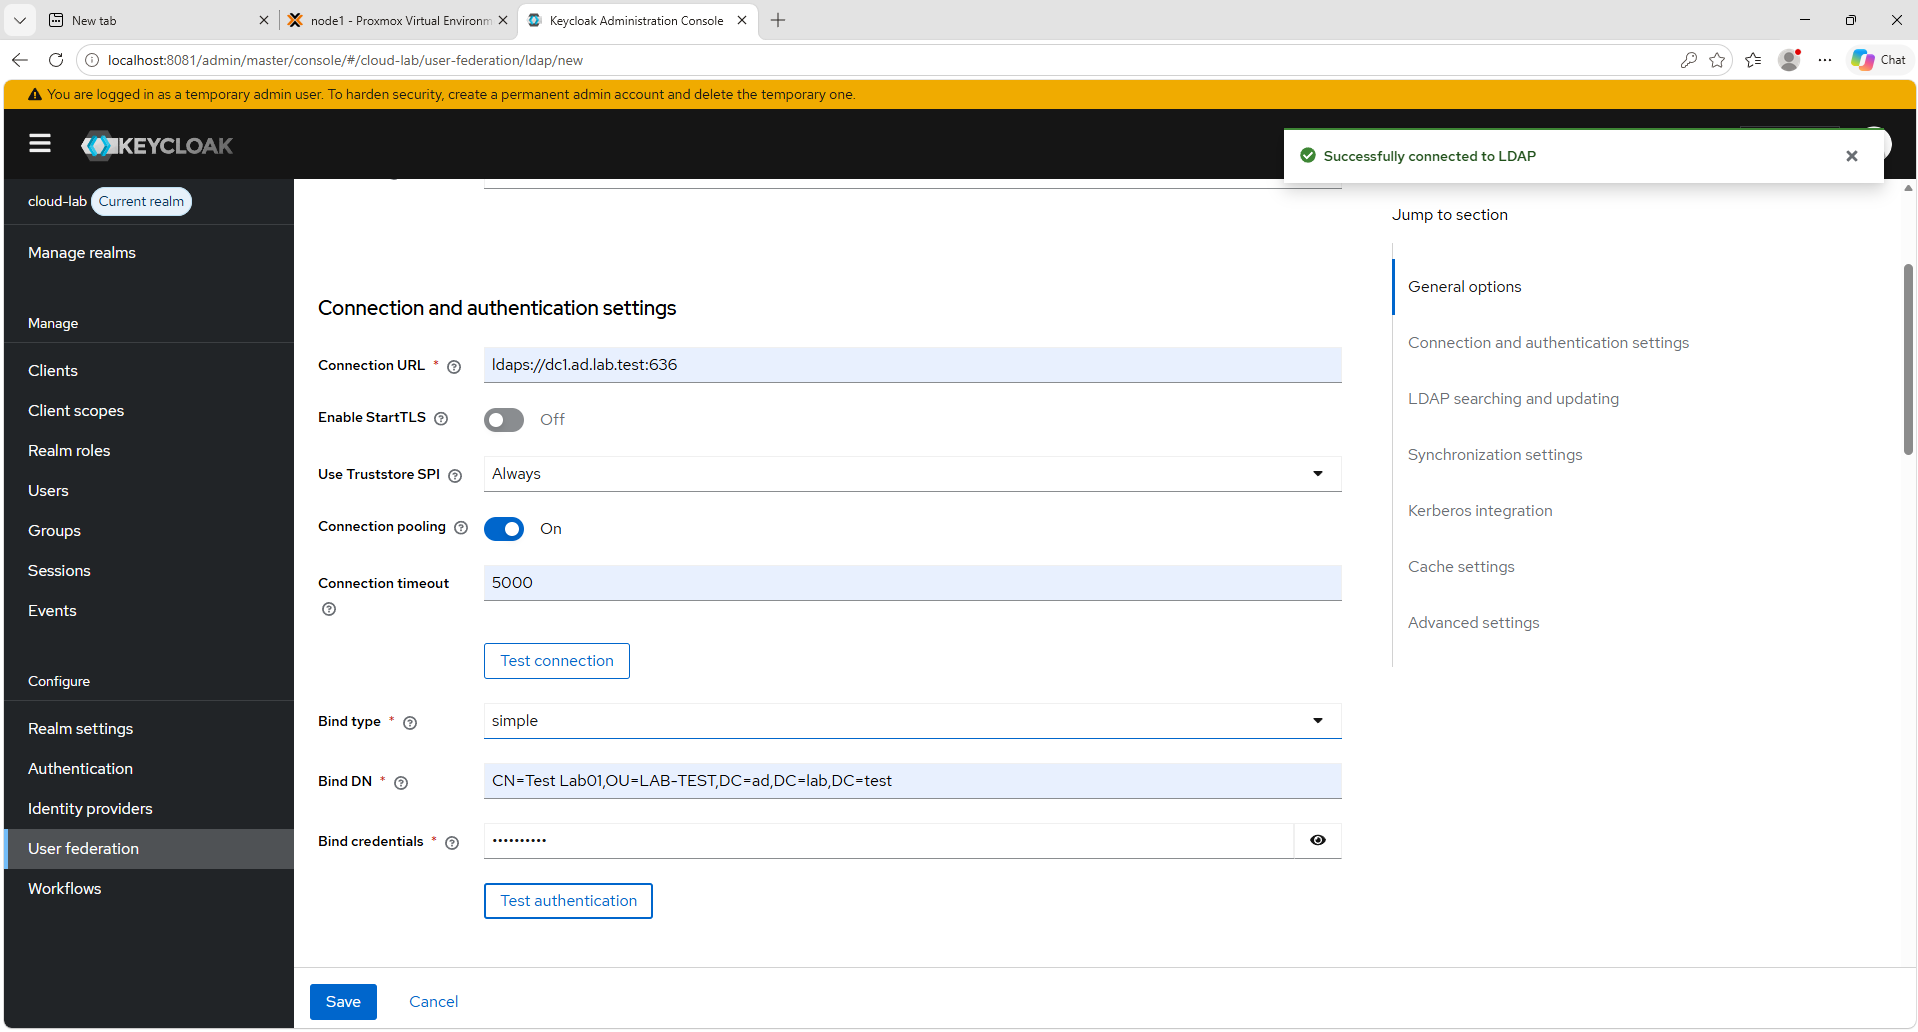 New tab
node1 - Proxmox Virtual Environm
Keycloak Administration Console
localhost:8081/admin/master/console/#/cloud-lab/user-federation/ldap/new
Chat
You are logged in as a temporary admin user. To harden security, create a permanent admin account and delete the temporary one.
KEYCLOAK
Successfully connected to LDAP
cloud-lab Current realm
Manage realms
Manage
Clients
Client scopes
Realm roles
Users
Groups
Sessions
Events
Configure
Realm settings
Authentication
Identity providers
User federation
Workflows
Connection and authentication settings
Connection URL *
ldaps://dc1.ad.lab.test:636
Enable StartTLS
Off
Use Truststore SPI
Always
Connection pooling
On
Connection timeout
5000
Test connection
Bind type *
simple
Bind DN *
CN=Test Lab01,OU=LAB-TEST,DC=ad,DC=lab,DC=test
Bind credentials *
••••••••••
Test authentication
Save
Cancel
Jump to section
General options
Connection and authentication settings
LDAP searching and updating
Synchronization settings
Kerberos integration
Cache settings
Advanced settings